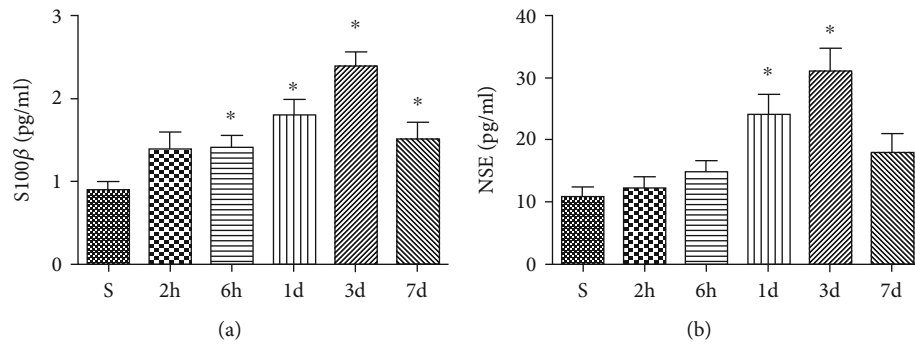 S100β (pg/ml)
3
2
1
0
* * * *
S 2h 6h 1d 3d 7d
(a)
NSE (pg/ml)
40
30
20
10
0
* *
S 2h 6h 1d 3d 7d
(b)